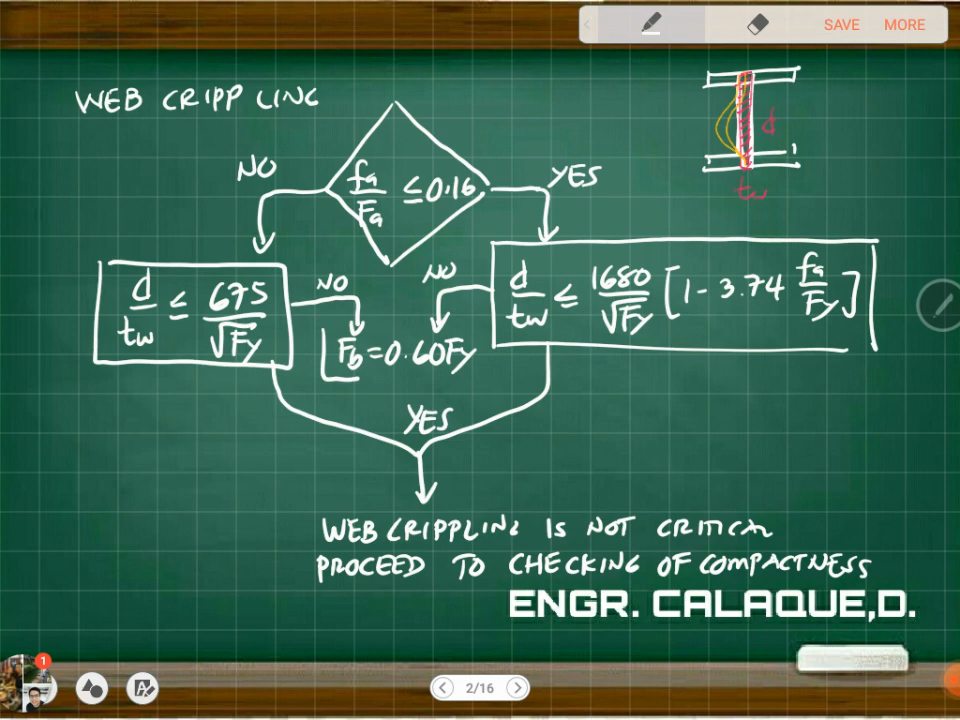 SAVE MORE
WEB CRIPPLING
d
tw
NO
fa/Fa ≤ 0.16
YES
d/tw ≤ 675/√Fy
NO
Fb = 0.60Fy
NO
d/tw ≤ 1680/√Fy [1 - 3.74 fa/Fy]
YES
WEB CRIPPLING IS NOT CRITICAL
PROCEED TO CHECKING OF COMPACTNESS
ENGR. CALAQUE,D.
1
A
2/16